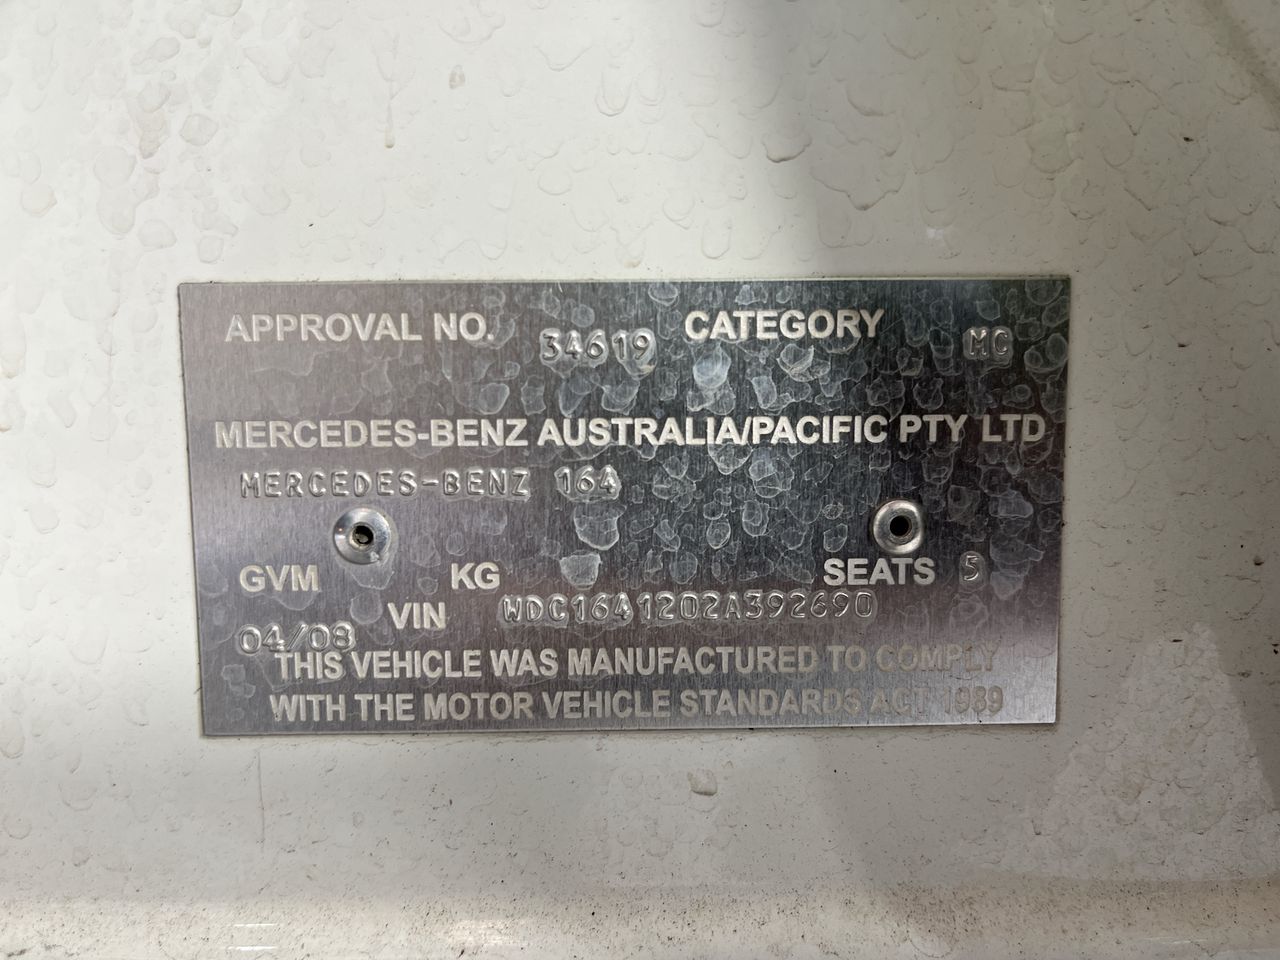 APPROVAL NO. 34619 CATEGORY MC
MERCEDES-BENZ AUSTRALIA/PACIFIC PTY LTD
MERCEDES-BENZ 164
GVM KG SEATS 5
04/08 VIN WDC1641202A392690
THIS VEHICLE WAS MANUFACTURED TO COMPLY
WITH THE MOTOR VEHICLE STANDARDS ACT 1989